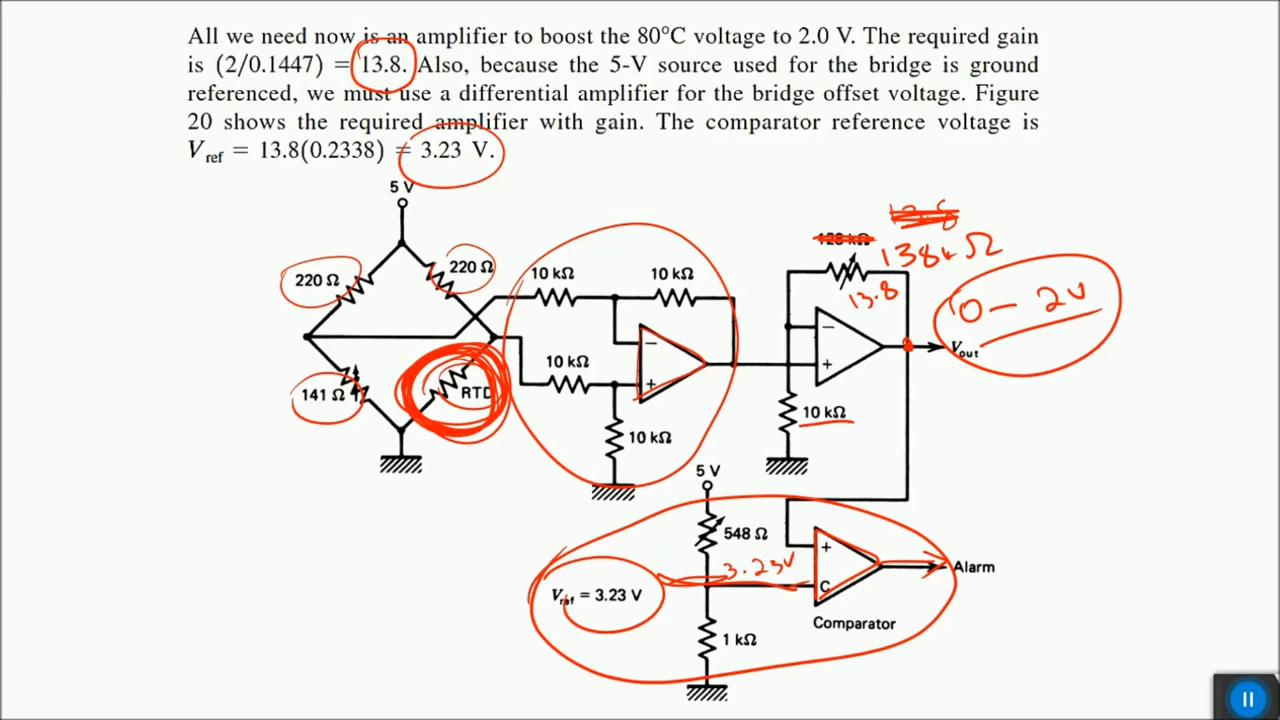 All we need now is an amplifier to boost the 80°C voltage to 2.0 V. The required gain
is (2/0.1447) = 13.8. Also, because the 5-V source used for the bridge is ground
referenced, we must use a differential amplifier for the bridge offset voltage. Figure
20 shows the required amplifier with gain. The comparator reference voltage is
Vref = 13.8(0.2338) = 3.23 V.
5 V
220 Ω
220 Ω
141 Ω
RTD
10 kΩ
10 kΩ
10 kΩ
10 kΩ
138k Ω
13.8
0 – 2v
Vout
10 kΩ
5 V
548 Ω
3.23V
Vref = 3.23 V
1 kΩ
+
C
Alarm
Comparator